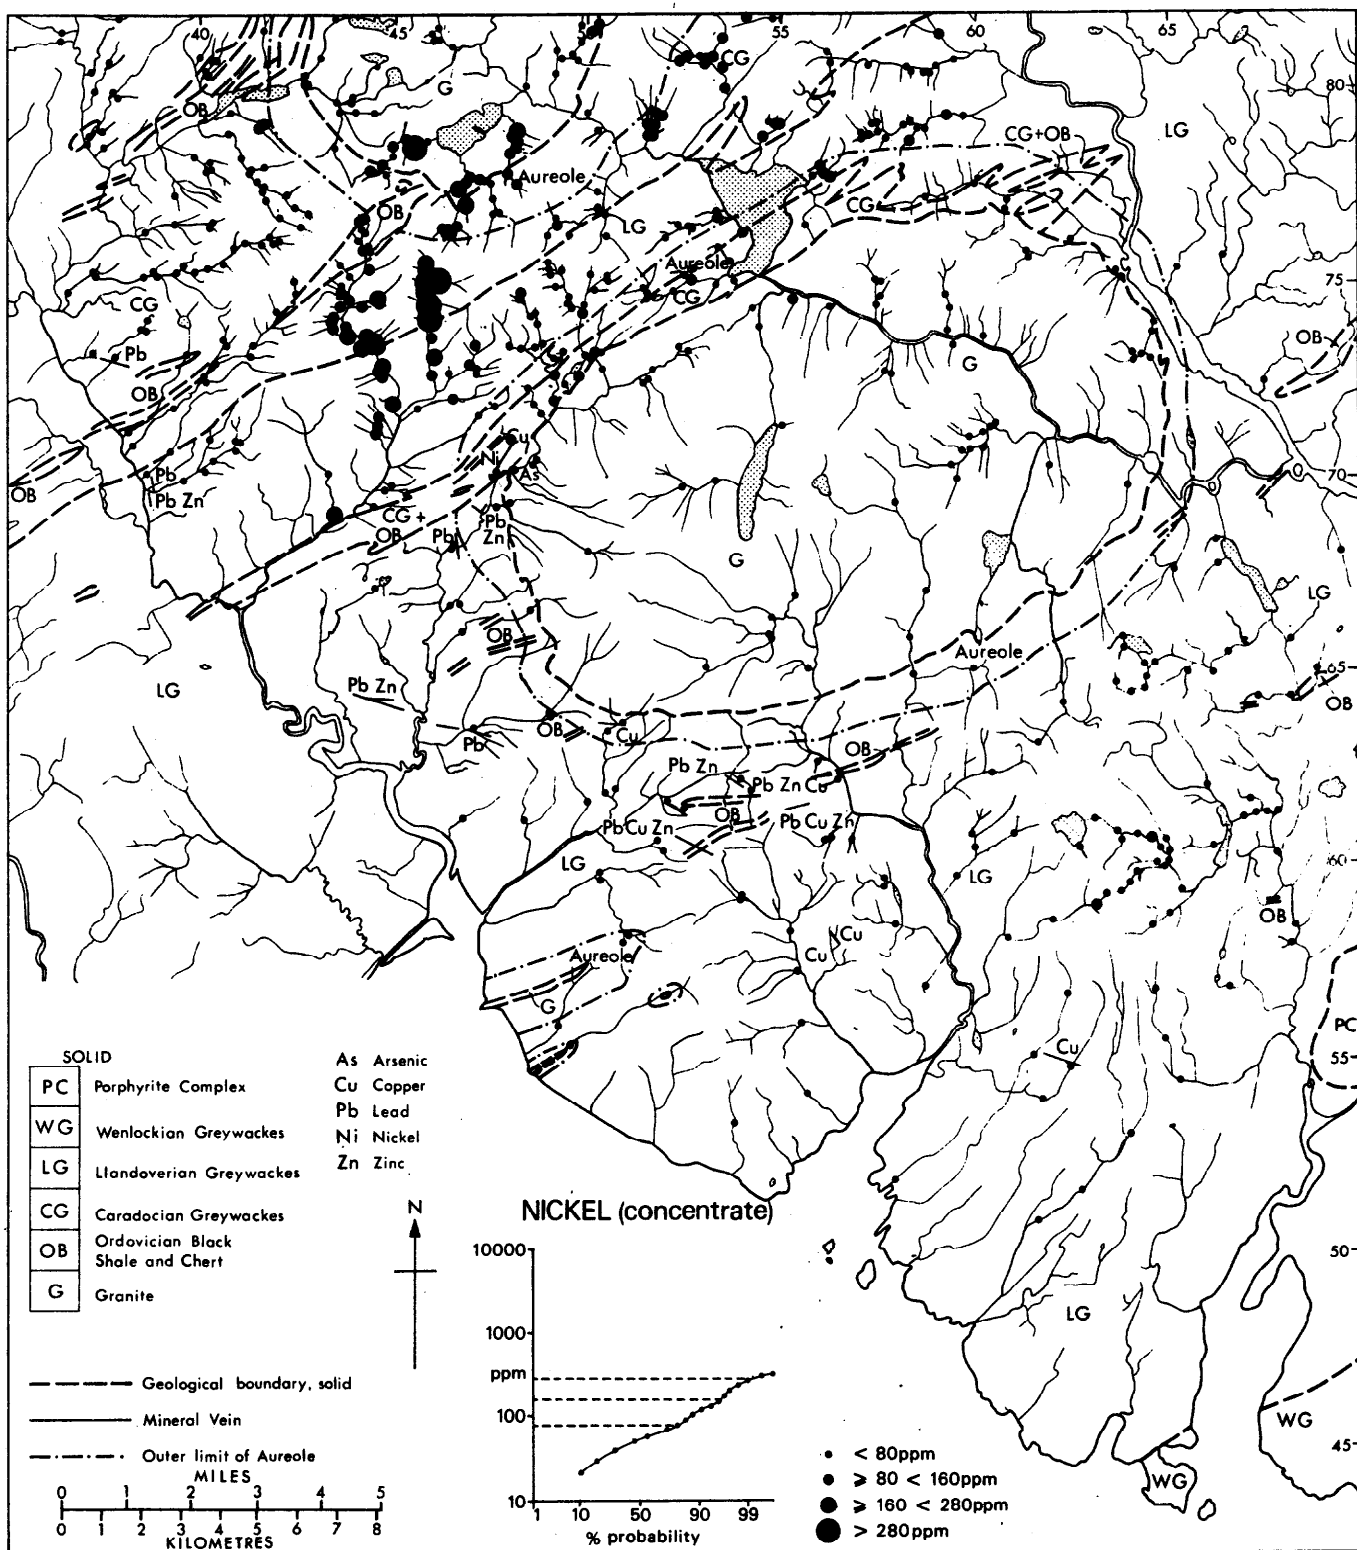 40 45 50 55 60 65
CG
G
80
OB
CG+OB
LG
Aureole
OB
CG
LG
Aureole
CG
75
CG
Pb
OB
G
OB
Cu
Ni
As
70
Pb
Pb Zn
OB
CG +
OB
Pb
Pb
Zn
G
LG
OB
Aureole
65
LG
Pb Zn
OB
Pb
OB
Cu
OB
Pb Zn
Pb Zn Cu
OB
Pb Cu Zn
Pb Cu Zn
60
LG
LG
OB
Cu
Aureole
Cu
G
PC
Cu
55
SOLID
PC Porphyrite Complex
WG Wenlockian Greywackes
LG Llandoverian Greywackes
CG Caradocian Greywackes
OB Ordovician Black
Shale and Chert
G Granite
As Arsenic
Cu Copper
Pb Lead
Ni Nickel
Zn Zinc
N
NICKEL (concentrate)
10000
1000
ppm
100
10
1 10 50 90 99
% probability
50
LG
WG
45
WG
Geological boundary, solid
Mineral Vein
Outer limit of Aureole
MILES
0 1 2 3 4 5
0 1 2 3 4 5 6 7 8
KILOMETRES
< 80ppm
⩾ 80 < 160ppm
⩾ 160 < 280ppm
> 280ppm